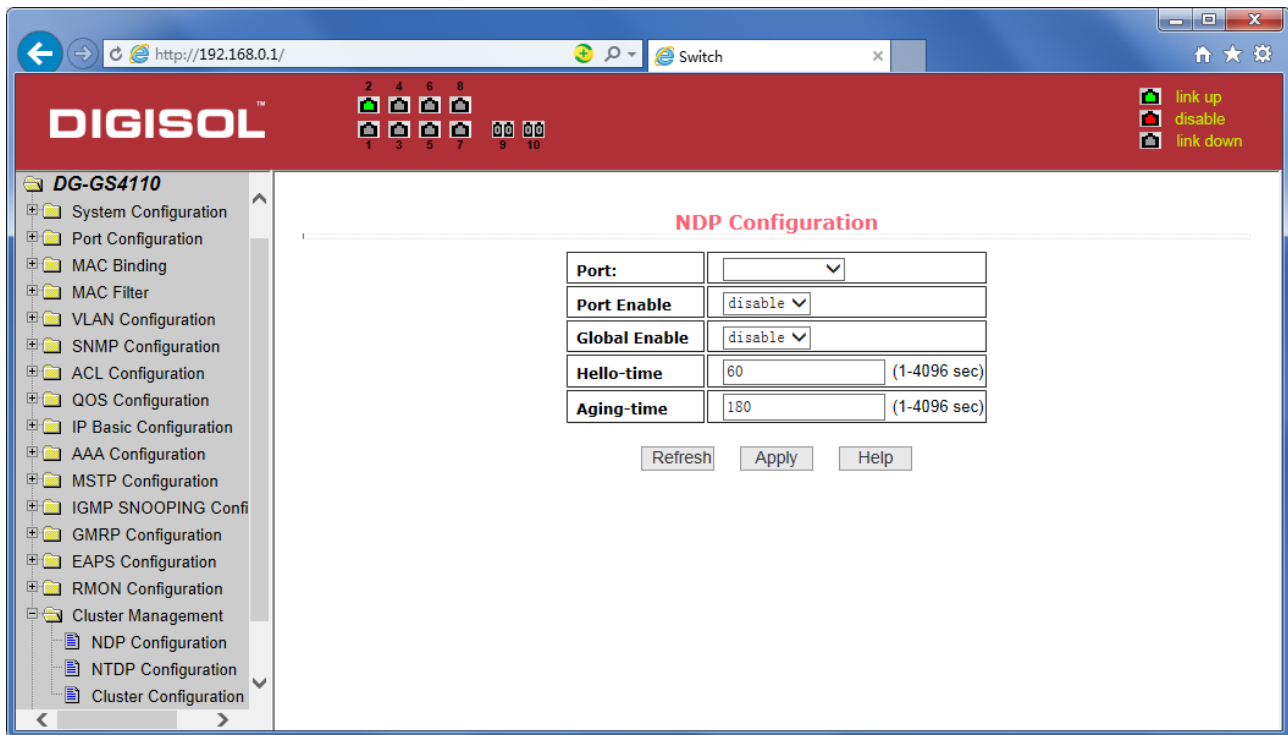 http://192.168.0.1/
Switch
DIGISOL™
2 4 6 8
1 3 5 7 9 10
link up
disable
link down
DG-GS4110
System Configuration
Port Configuration
MAC Binding
MAC Filter
VLAN Configuration
SNMP Configuration
ACL Configuration
QOS Configuration
IP Basic Configuration
AAA Configuration
MSTP Configuration
IGMP SNOOPING Confi
GMRP Configuration
EAPS Configuration
RMON Configuration
Cluster Management
NDP Configuration
NTDP Configuration
Cluster Configuration
NDP Configuration
Port:
Port Enable disable
Global Enable disable
Hello-time 60 (1-4096 sec)
Aging-time 180 (1-4096 sec)
Refresh Apply Help